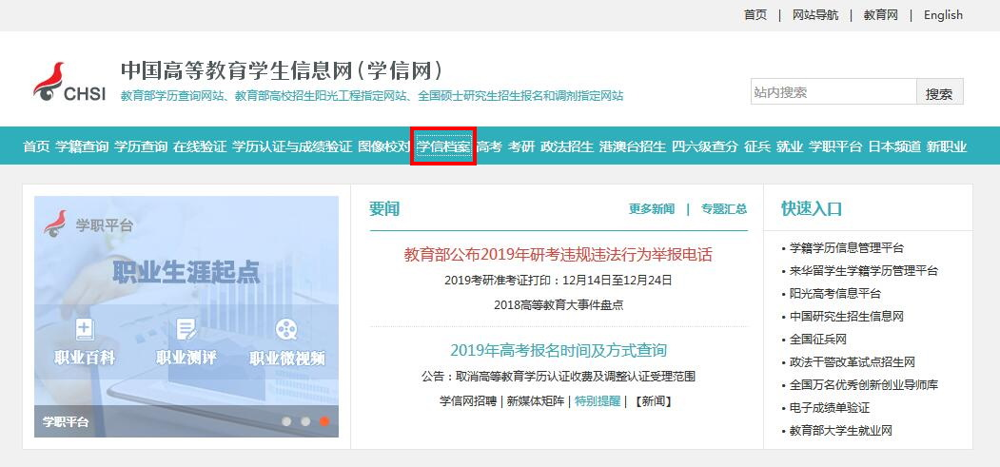 首页 | 网站导航 | 教育网 | English
CHSI
中国高等教育学生信息网(学信网)
教育部学历查询网站、教育部高校招生阳光工程指定网站、全国硕士研究生招生报名和调剂指定网站
站内搜索 搜索
首页 学籍查询 学历查询 在线验证 学历认证与成绩验证 图像校对 学信档案 高考 考研 政法招生 港澳台招生 四六级查分 征兵 就业 学职平台 日本频道 新职业
学职平台
职业生涯起点
职业百科 职业测评 职业微视频
学职平台
要闻 更多新闻 | 专题汇总
教育部公布2019年研考违规违法行为举报电话
2019考研准考证打印：12月14日至12月24日
2018高等教育大事件盘点
2019年高考报名时间及方式查询
公告：取消高等教育学历认证收费及调整认证受理范围
学信网招聘 | 新媒体矩阵 | 特别提醒 | 【新闻】
快速入口
• 学籍学历信息管理平台
• 来华留学生学籍学历管理平台
• 阳光高考信息平台
• 中国研究生招生信息网
• 全国征兵网
• 政法干警改革试点招生网
• 全国万名优秀创新创业导师库
• 电子成绩单验证
• 教育部大学生就业网